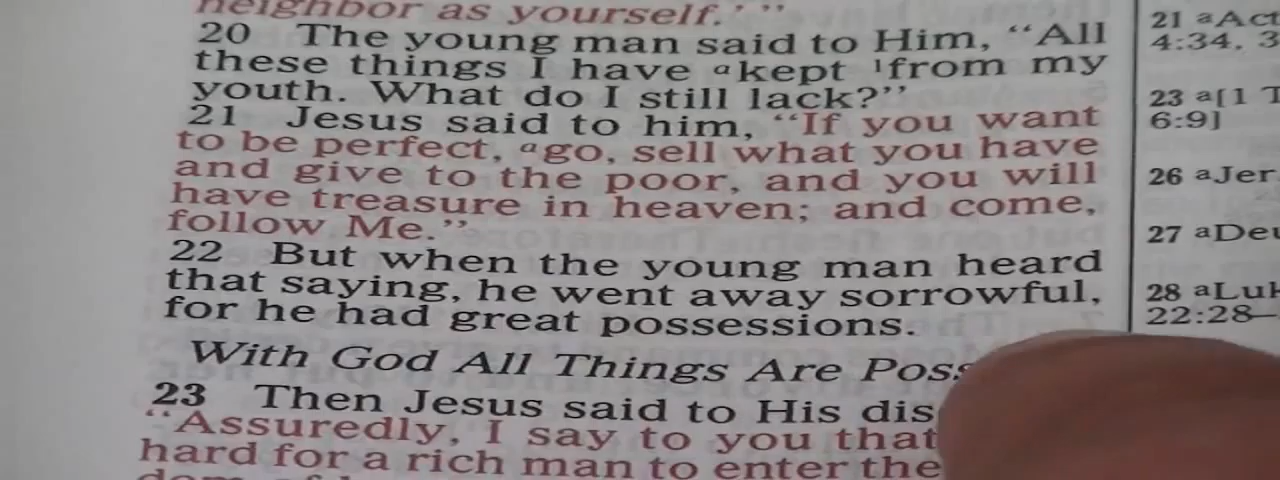 neighbor as yourself.' ”
20 The young man said to Him, “All
these things I have akept 1from my
youth. What do I still lack?”
21 Jesus said to him, “If you want
to be perfect, ago, sell what you have
and give to the poor, and you will
have treasure in heaven; and come,
follow Me.”
22 But when the young man heard
that saying, he went away sorrowful,
for he had great possessions.
With God All Things Are Poss
23 Then Jesus said to His dis
“Assuredly, I say to you that
hard for a rich man to enter the
21 aAct
4:34, 3
23 a[1 T
6:9]
26 aJer
27 aDeu
28 aLuk
22:28–